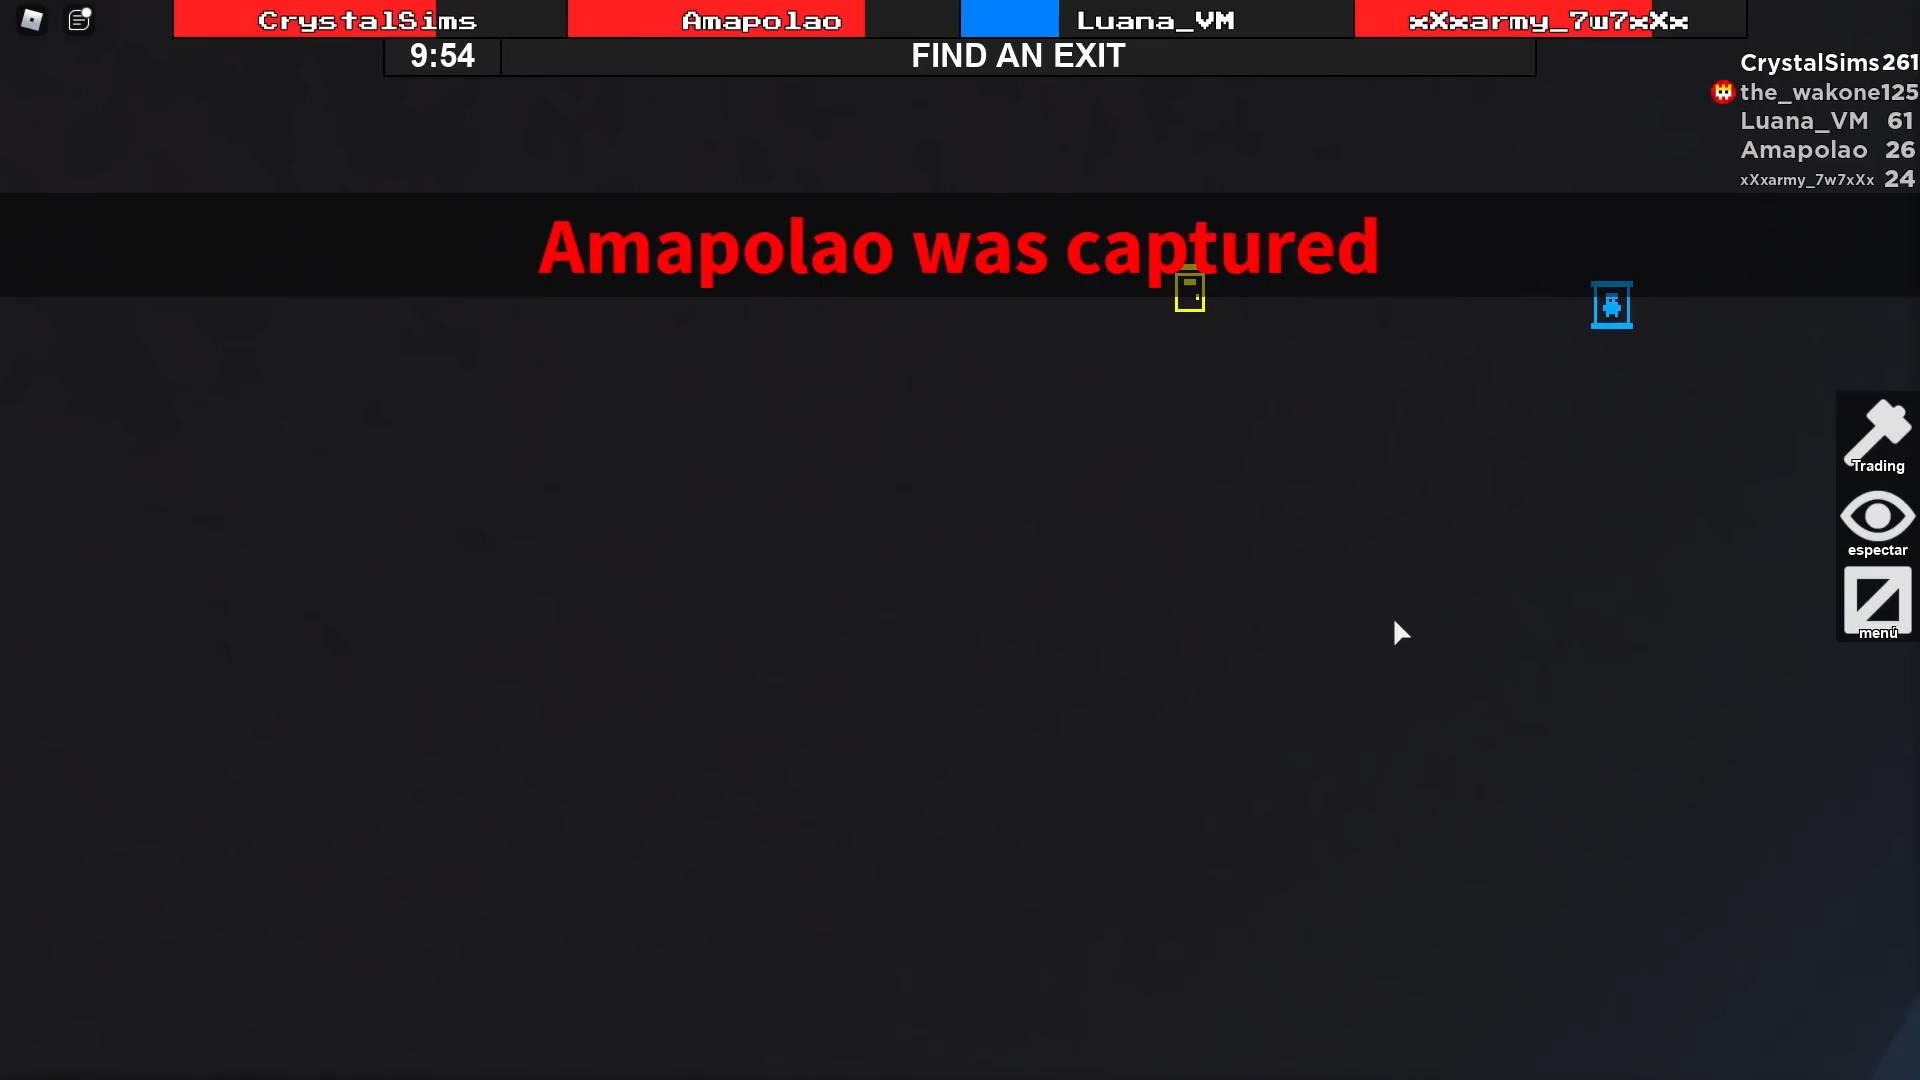 CrystalSims Amapolao Luana_VM xXxarmy_7w7xXx
9:54 FIND AN EXIT
CrystalSims 261
the_wakone 125
Luana_VM 61
Amapolao 26
xXxarmy_7w7xXx 24
Amapolao was captured
Trading
espectar
menú